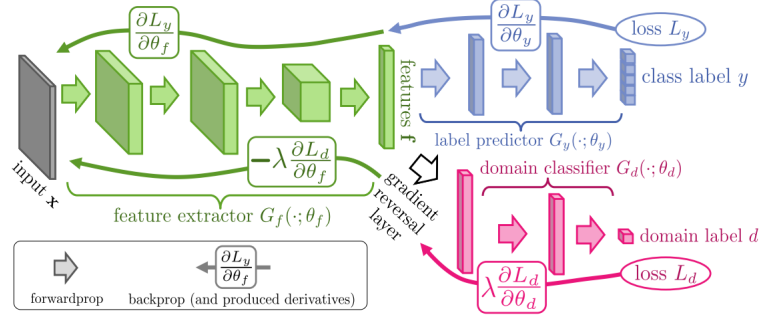 ∂L_y/∂θ_f
∂L_y/∂θ_y
loss L_y
features f
class label y
label predictor G_y(·;θ_y)
input x
−λ ∂L_d/∂θ_f
feature extractor G_f(·;θ_f)
gradient
reversal
layer
domain classifier G_d(·;θ_d)
domain label d
λ ∂L_d/∂θ_d
loss L_d
forwardprop
∂L_y/∂θ_f
backprop (and produced derivatives)